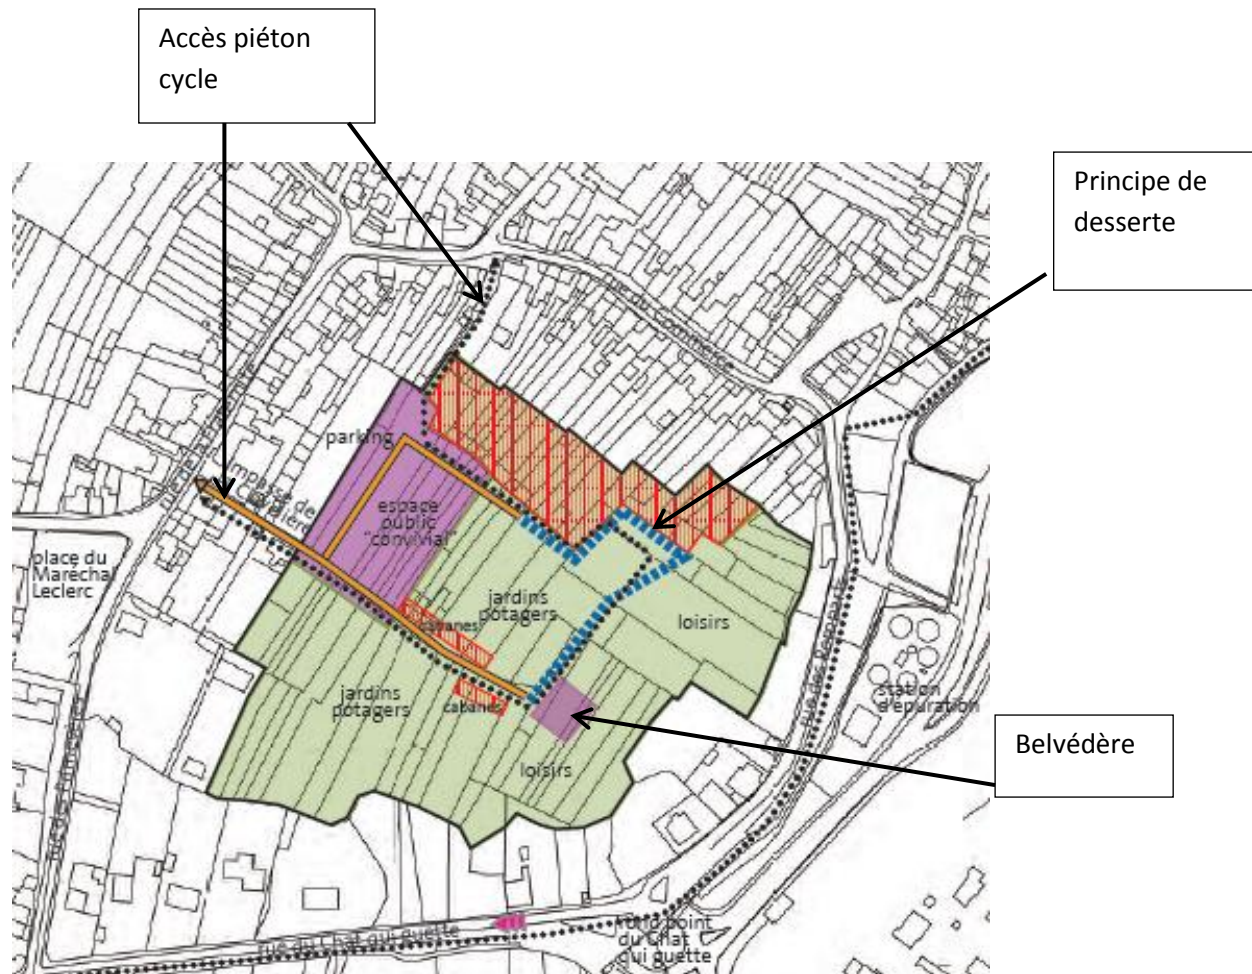 Accès piéton
cycle
Principe de
desserte
parking
espace
public
"convivial"
place du
Maréchal
Leclerc
jardins
potagers
loisirs
cabanes
jardins
potagers
cabanes
loisirs
station
d'épuration
Belvédère
rue du Chat qui guette
rond point
du Chat
qui guette